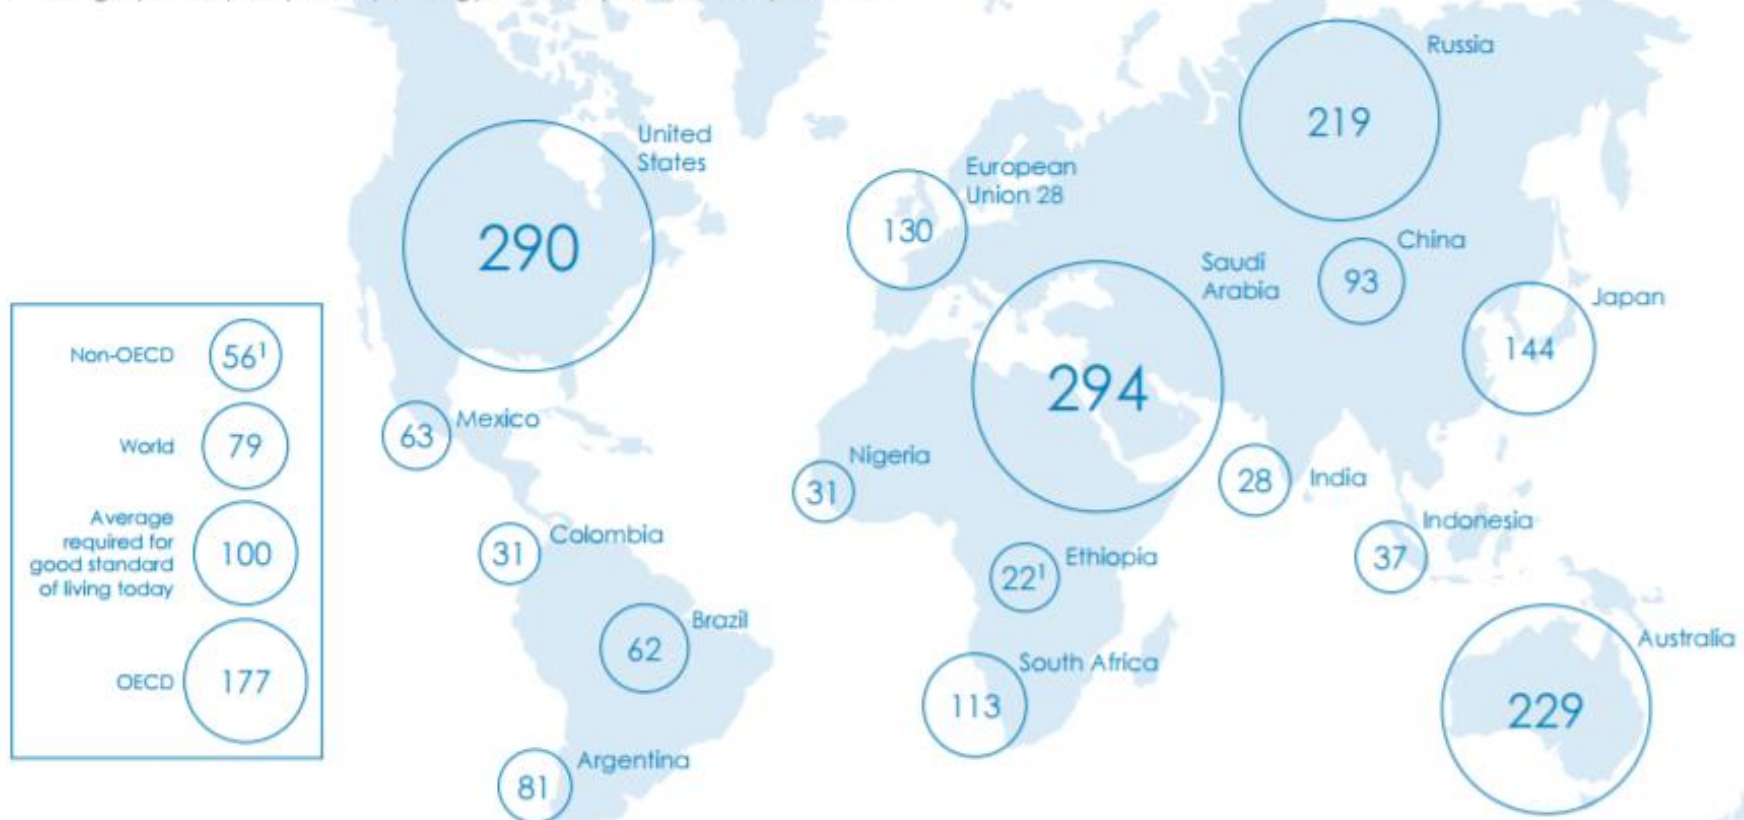 Russia
219
United
States
290
European
Union 28
130
China
93
Saudi
Arabia
294
Japan
144
Non-OECD
56¹
World
79
Average
required for
good standard
of living today
100
OECD
177
Mexico
63
Nigeria
31
India
28
Colombia
31
Indonesia
37
Ethiopia
22¹
Brazil
62
South Africa
113
Australia
229
Argentina
81